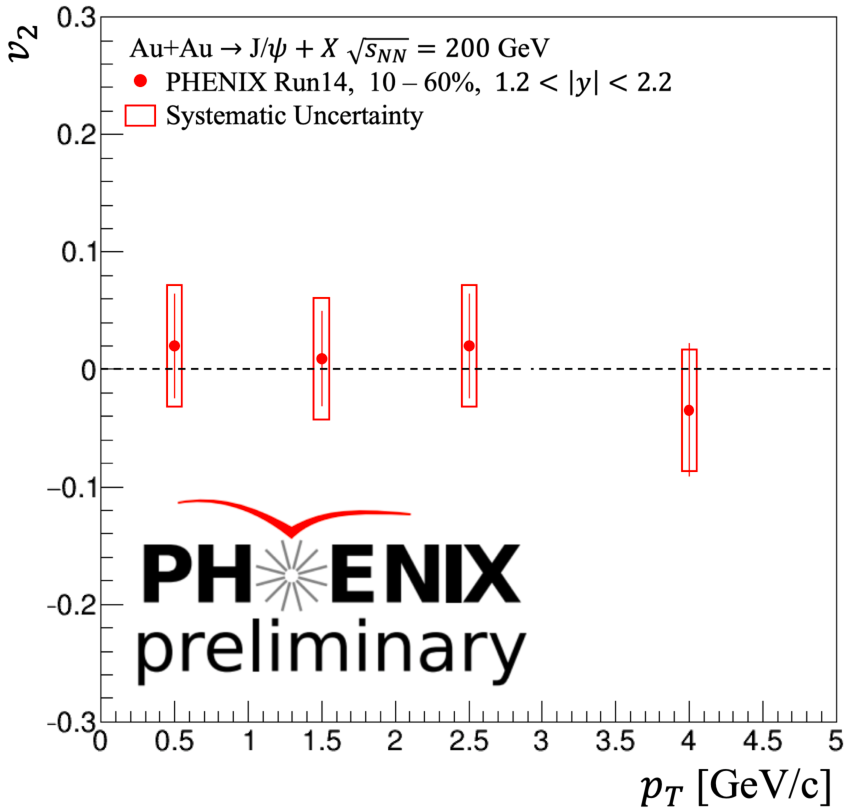 v₂
0.3
Au+Au → J/ψ + X √sₙₙ = 200 GeV
PHENIX Run14, 10 – 60%, 1.2 < |y| < 2.2
Systematic Uncertainty
0.2
0.1
0
−0.1
-0.2
-0.3
PHENIX
preliminary
0 0.5 1 1.5 2 2.5 3 3.5 4 4.5 5
p_T [GeV/c]